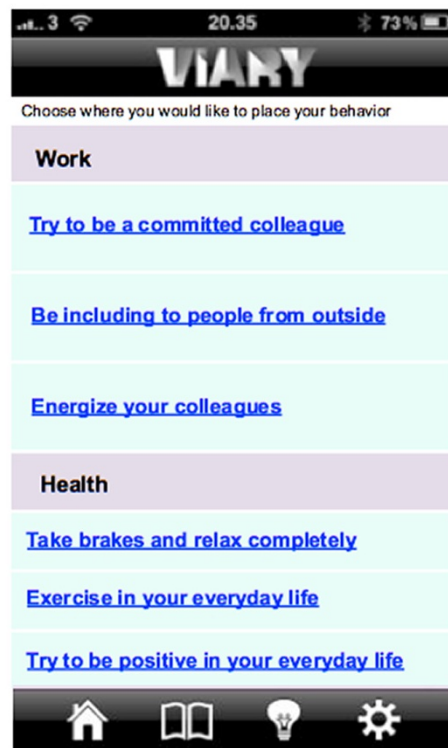 3 20.35 73%
VIARY
Choose where you would like to place your behavior
Work
Try to be a committed colleague
Be including to people from outside
Energize your colleagues
Health
Take brakes and relax completely
Exercise in your everyday life
Try to be positive in your everyday life